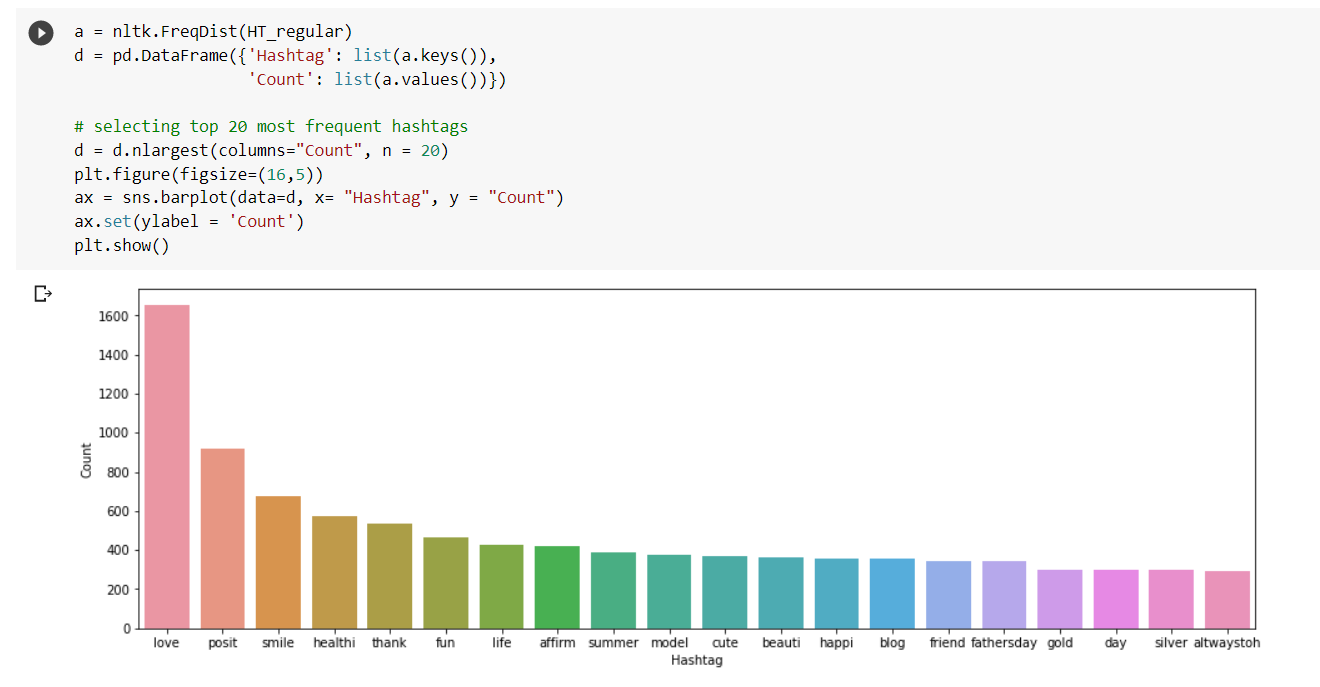 a = nltk.FreqDist(HT_regular)
d = pd.DataFrame({'Hashtag': list(a.keys()),
                  'Count': list(a.values())})
# selecting top 20 most frequent hashtags
d = d.nlargest(columns="Count", n = 20)
plt.figure(figsize=(16,5))
ax = sns.barplot(data=d, x= "Hashtag", y = "Count")
ax.set(ylabel = 'Count')
plt.show()
1600
1400
1200
1000
800
600
400
200
0
Count
love posit smile healthi thank fun life affirm summer model cute beauti happi blog friend fathersday gold day silver altwaystoh
Hashtag